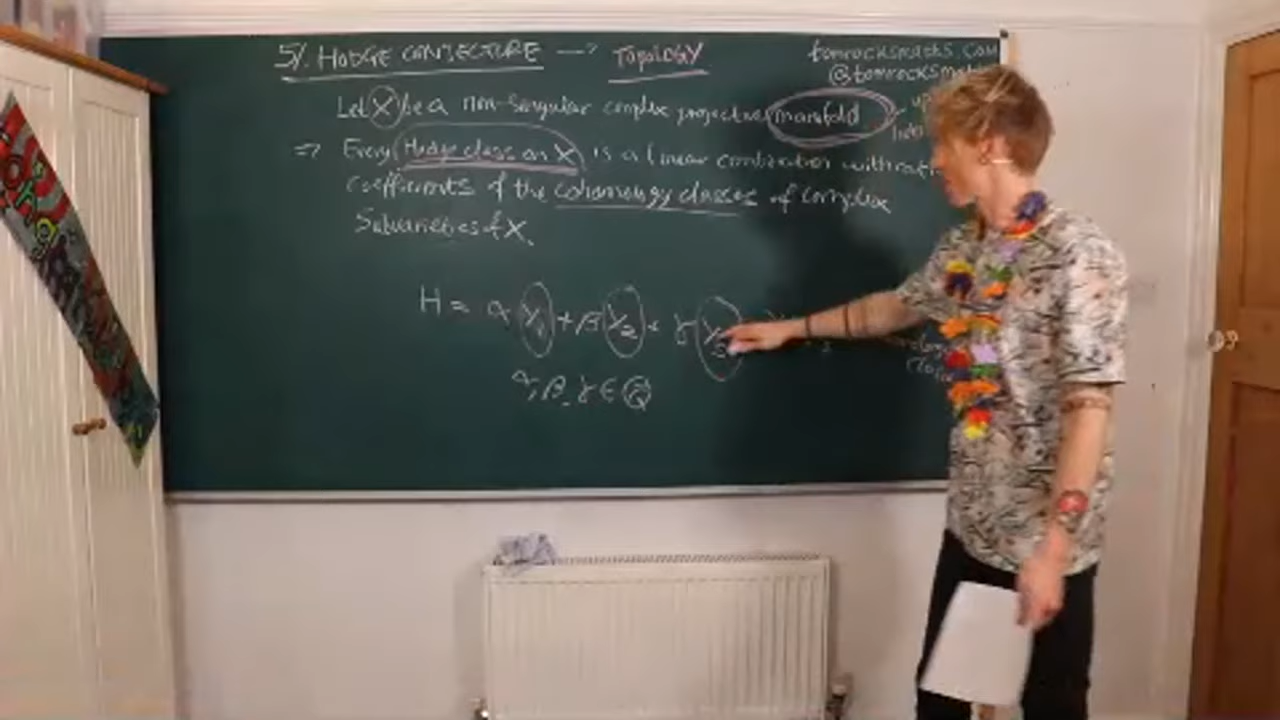 5/. HODGE CONJECTURE --> TOPOLOGY
tomrocksmaths.com
@tomrocksmaths
Let X be a non-singular complex projective manifold
=> Every Hodge class on X is a linear combination with
coefficients of the cohomology classes of complex
Subvarieties of X.
H = α Y1 + β Y2 + γ Y3
α, β, γ ∈ Q